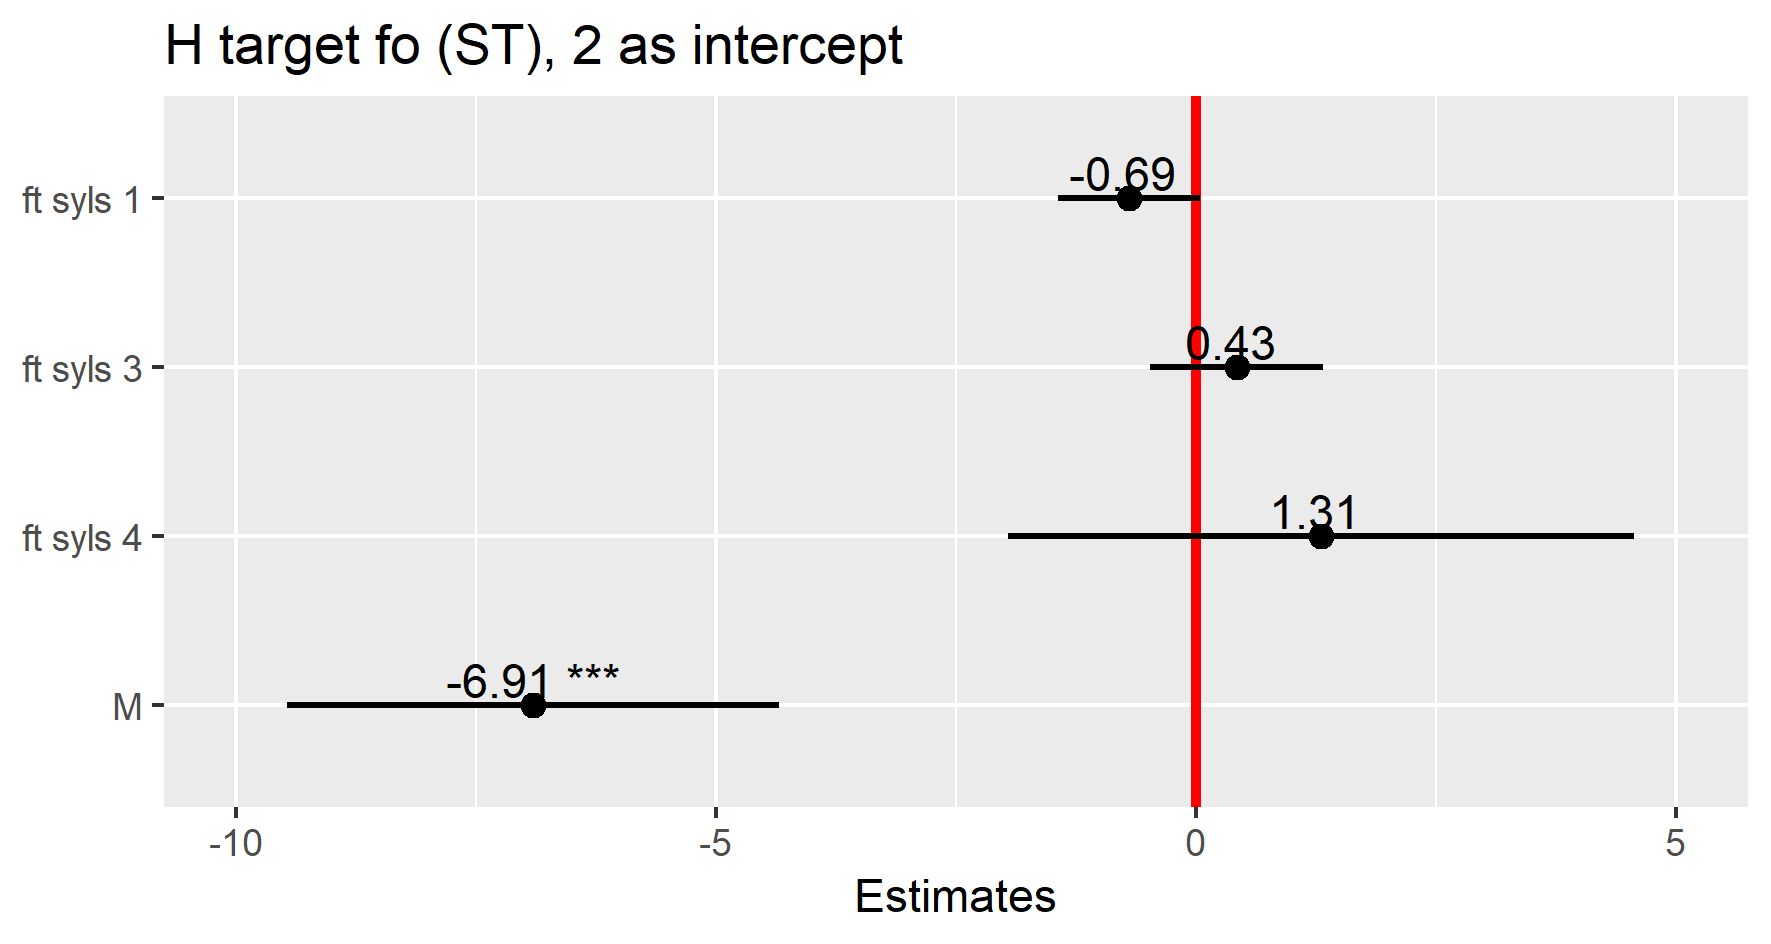 H target fo (ST), 2 as intercept
ft syls 1
-0.69
ft syls 3
0.43
ft syls 4
1.31
M
-6.91 ***
-10
-5
0
5
Estimates